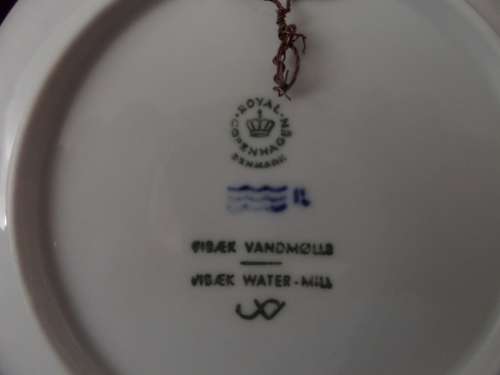 ROYAL COPENHAGEN
DENMARK
VIBÆK VANDMØLLE
VIBÆK WATER-MILL